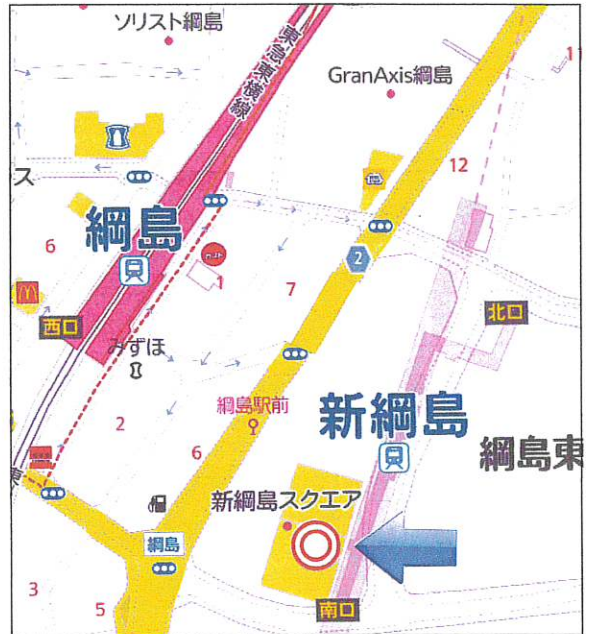 ソリスト綱島
東急東横線
GranAxis綱島
11
12
ス
綱島
6
1
7
2
北口
西口
みずほ
綱島駅前
新綱島
2
6
綱島東
新綱島スクエア
綱島
3
5
南口
東